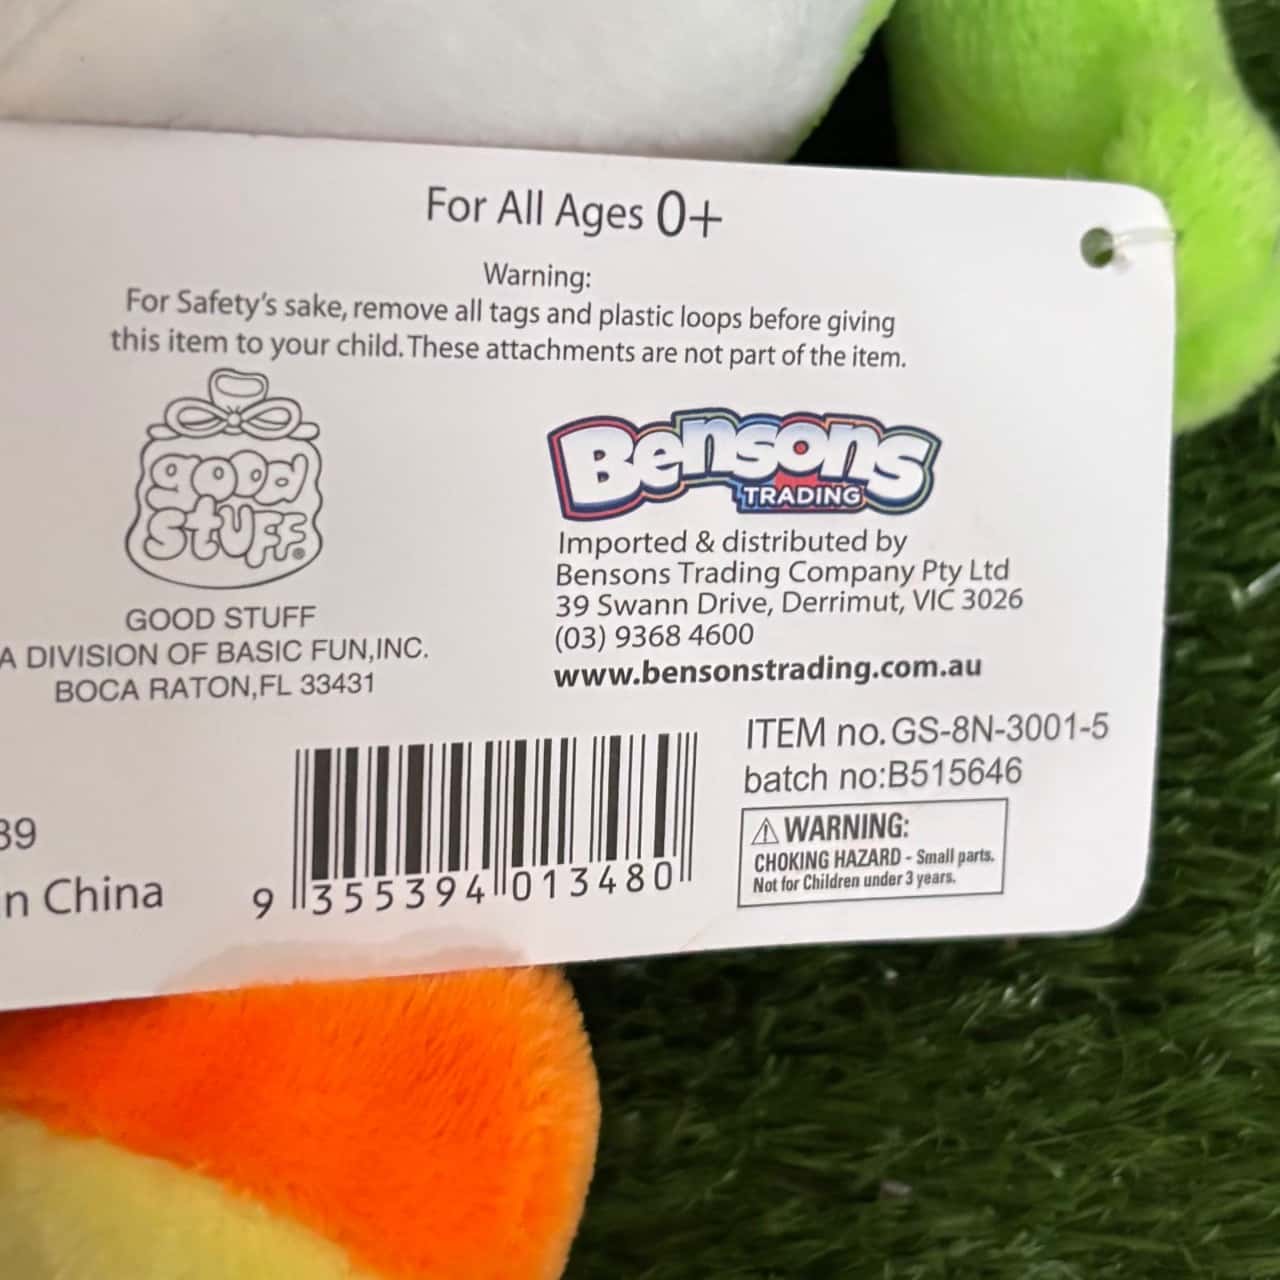 For All Ages 0+
Warning:
For Safety's sake, remove all tags and plastic loops before giving
this item to your child. These attachments are not part of the item.
good
stuff®
GOOD STUFF
A DIVISION OF BASIC FUN,INC.
BOCA RATON,FL 33431
Bensons
TRADING
Imported & distributed by
Bensons Trading Company Pty Ltd
39 Swann Drive, Derrimut, VIC 3026
(03) 9368 4600
www.bensonstrading.com.au
ITEM no. GS-8N-3001-5
batch no:B515646
⚠ WARNING:
CHOKING HAZARD - Small parts.
Not for Children under 3 years.
39
n China
9 355394 013480